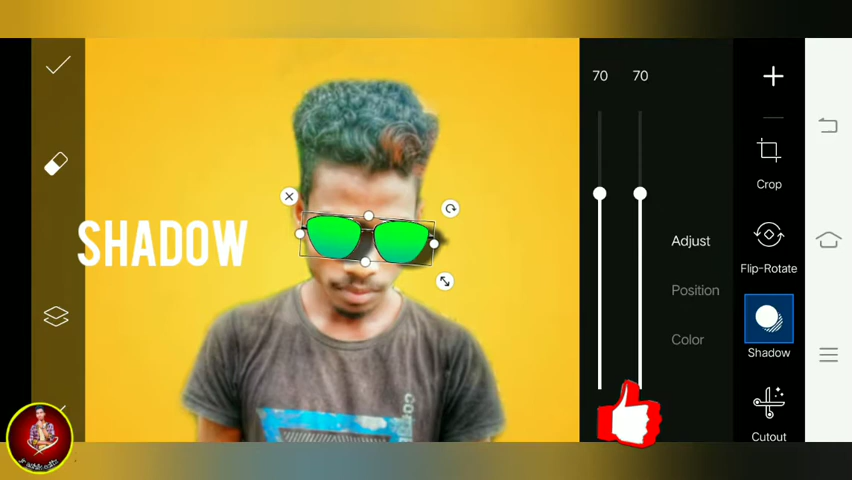 70 70
Crop
SHADOW
Adjust
Flip-Rotate
Position
Color
Shadow
Cutout